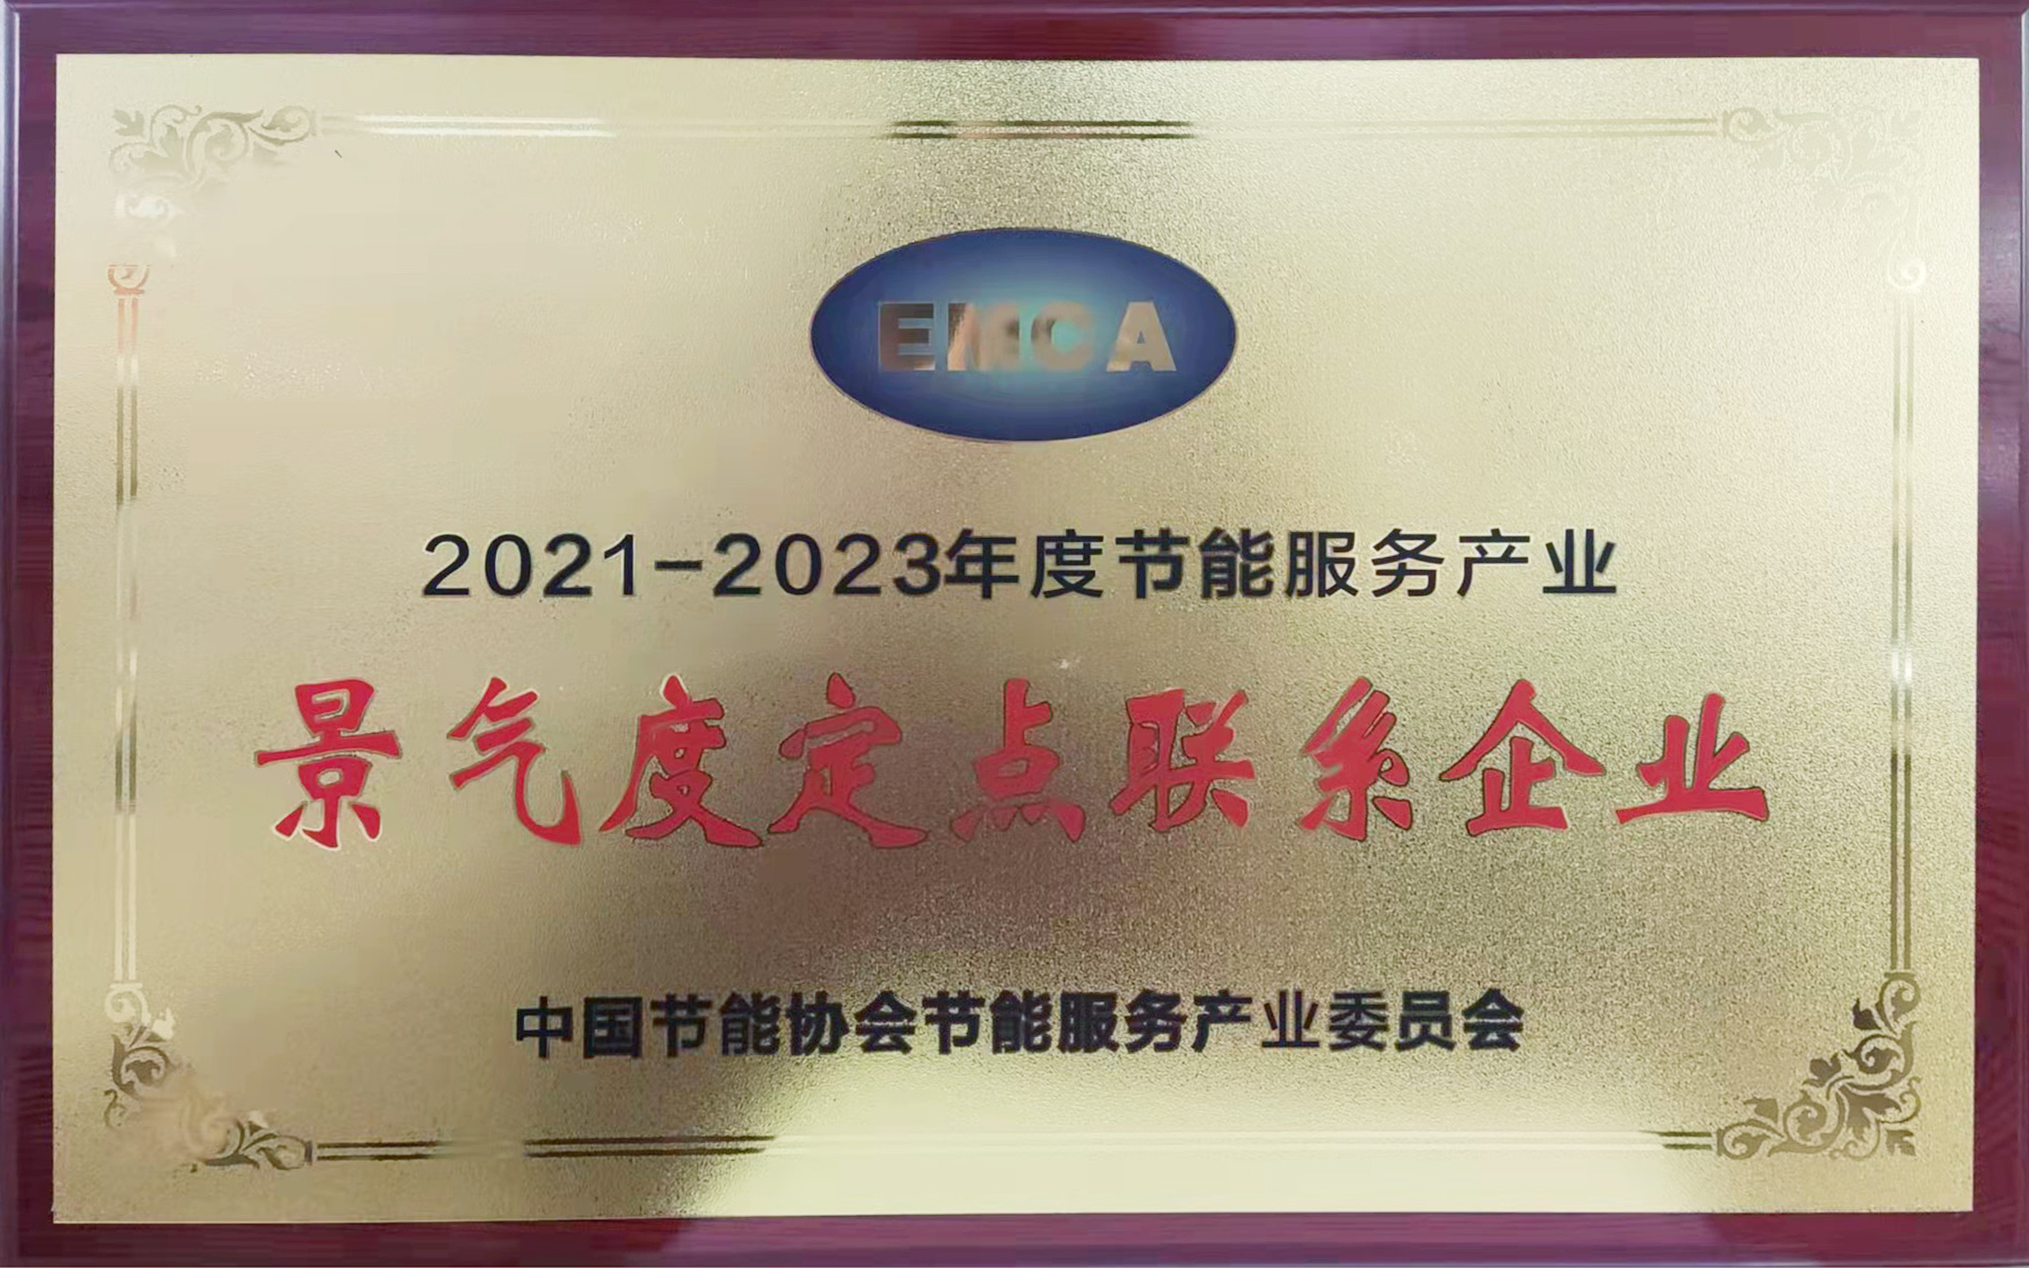 EMCA
2021-2023年度节能服务产业
景气度定点联系企业
中国节能协会节能服务产业委员会